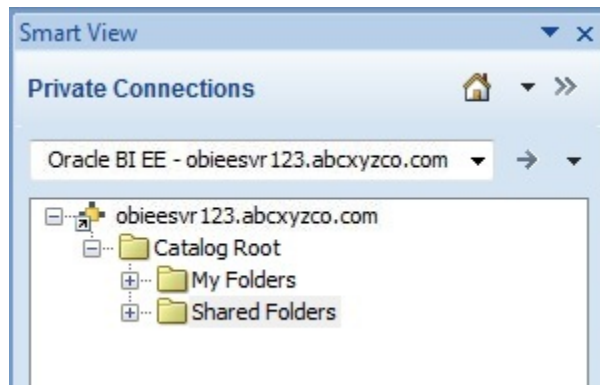 Smart View
Private Connections
Oracle BI EE - obieesvr123.abcxyzco.com
obieesvr123.abcxyzco.com
Catalog Root
My Folders
Shared Folders